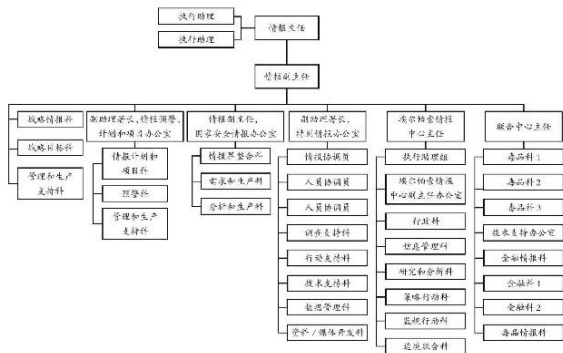 执行助理
执行助理
情报主任
情报副主任
战略情报科
战略目标科
管理和生产
支持科
副助理署长,情报预警、
计划和项目办公室
情报计划和
项目科
预警科
管理和生产
支持科
情报副主任,
国家安全情报办公室
情报界整合科
需求和生产科
分析和生产科
副助理署长,
特别情报办公室
情报协调员
人员协调员
人员协调员
调步支持科
行动支持科
技术支持科
数据管理科
资料/媒体开发科
埃尔帕索情报
中心主任
执行助理组
埃尔帕索情报
中心副主任办公室
行政科
信息管理科
研究和分析科
策略行动科
监视行动科
边境联合科
联合中心主任
毒品科1
毒品科2
毒品科3
技术支持办公室
金融情报科
金融科1
金融科2
毒品情报科